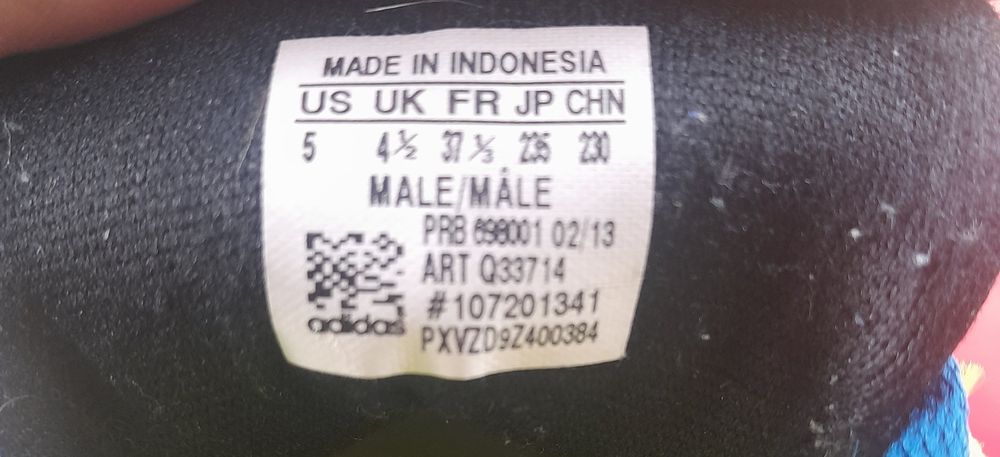 MADE IN INDONESIA
US UK FR JP CHN
5 4½ 37⅓ 235 230
MALE/MÂLE
PRB 698001 02/13
ART Q33714
#107201341
PXVZD9Z400384
adidas